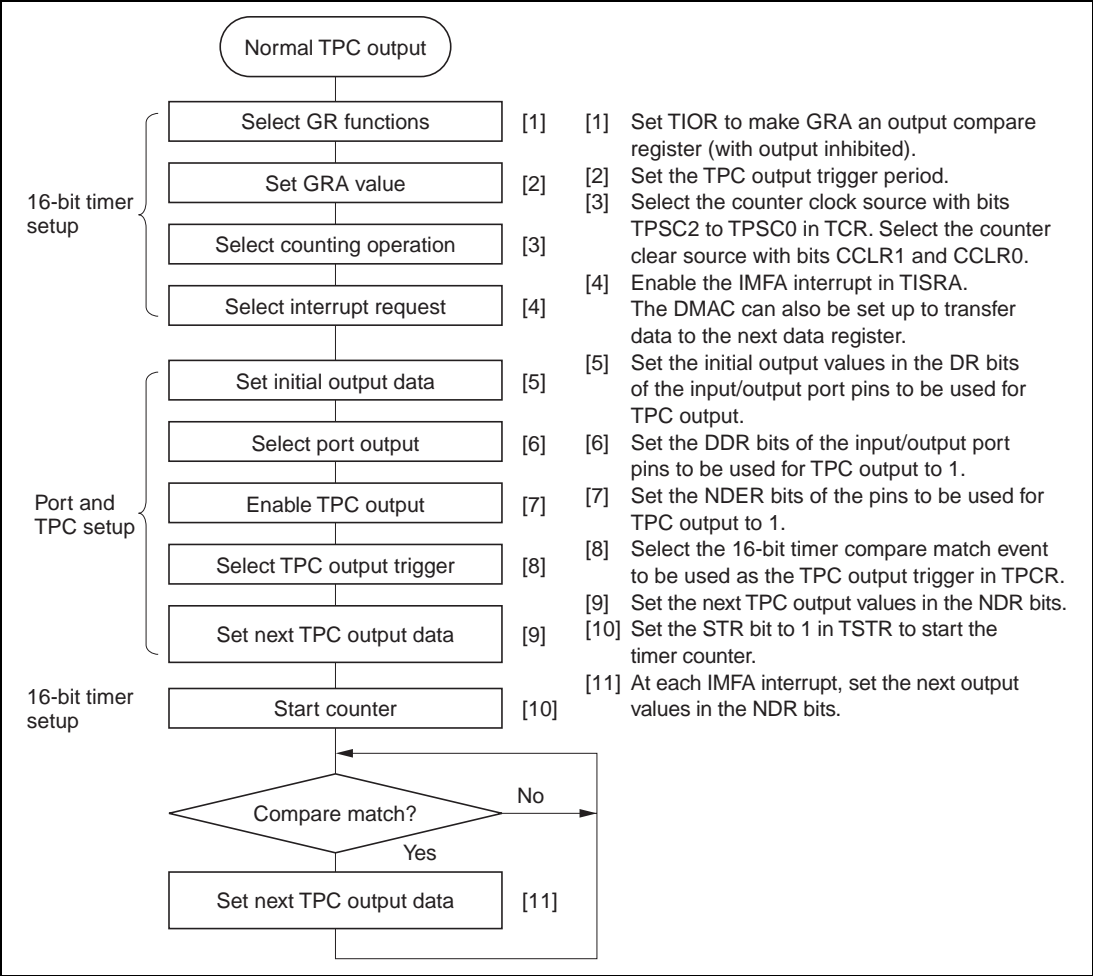 Normal TPC output
16-bit timer
setup
Select GR functions [1]
Set GRA value [2]
Select counting operation [3]
Select interrupt request [4]
Port and
TPC setup
Set initial output data [5]
Select port output [6]
Enable TPC output [7]
Select TPC output trigger [8]
Set next TPC output data [9]
16-bit timer
setup
Start counter [10]
Compare match?
No
Yes
Set next TPC output data [11]
[1] Set TIOR to make GRA an output compare
register (with output inhibited).
[2] Set the TPC output trigger period.
[3] Select the counter clock source with bits
TPSC2 to TPSC0 in TCR. Select the counter
clear source with bits CCLR1 and CCLR0.
[4] Enable the IMFA interrupt in TISRA.
The DMAC can also be set up to transfer
data to the next data register.
[5] Set the initial output values in the DR bits
of the input/output port pins to be used for
TPC output.
[6] Set the DDR bits of the input/output port
pins to be used for TPC output to 1.
[7] Set the NDER bits of the pins to be used for
TPC output to 1.
[8] Select the 16-bit timer compare match event
to be used as the TPC output trigger in TPCR.
[9] Set the next TPC output values in the NDR bits.
[10] Set the STR bit to 1 in TSTR to start the
timer counter.
[11] At each IMFA interrupt, set the next output
values in the NDR bits.